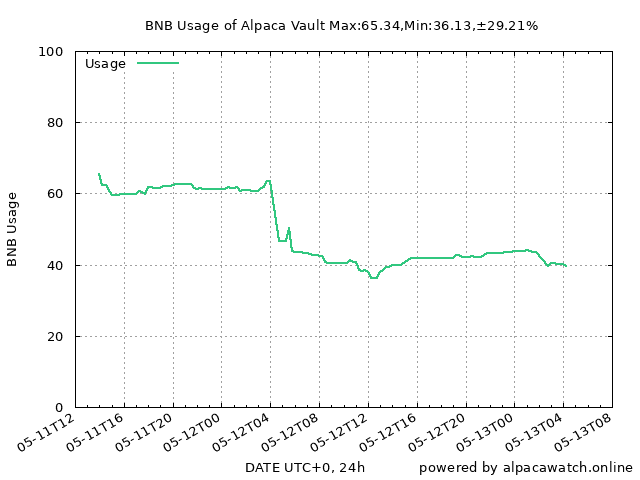 BNB Usage of Alpaca Vault Max:65.34,Min:36.13,±29.21%
100
Usage
80
60
BNB Usage
40
20
0
05-11T12
05-11T16
05-11T20
05-12T00
05-12T04
05-12T08
05-12T12
05-12T16
05-12T20
05-13T00
05-13T04
05-13T08
DATE UTC+0, 24h
powered by alpacawatch.online